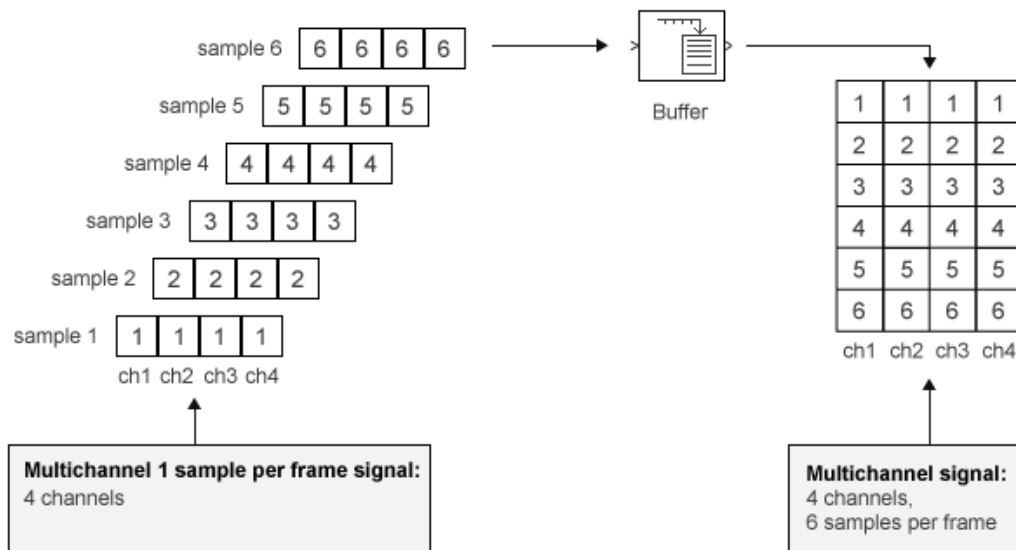 sample 6 6 6 6 6
sample 5 5 5 5 5
sample 4 4 4 4 4
sample 3 3 3 3 3
sample 2 2 2 2 2
sample 1 1 1 1 1
ch1 ch2 ch3 ch4
Multichannel 1 sample per frame signal:
4 channels
Buffer
1 1 1 1
2 2 2 2
3 3 3 3
4 4 4 4
5 5 5 5
6 6 6 6
ch1 ch2 ch3 ch4
Multichannel signal:
4 channels,
6 samples per frame